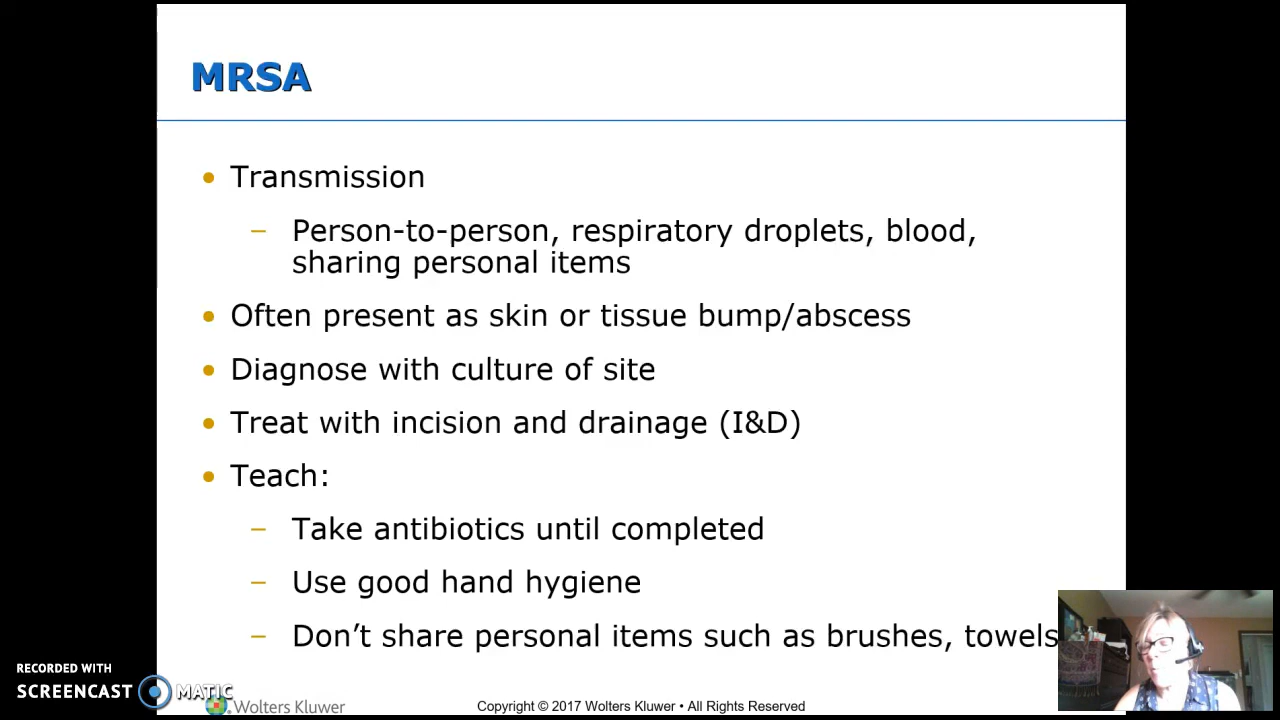 MRSA
• Transmission
– Person-to-person, respiratory droplets, blood,
sharing personal items
• Often present as skin or tissue bump/abscess
• Diagnose with culture of site
• Treat with incision and drainage (I&D)
• Teach:
– Take antibiotics until completed
– Use good hand hygiene
– Don’t share personal items such as brushes, towels
RECORDED WITH
SCREENCAST MATIC
Wolters Kluwer
Copyright © 2017 Wolters Kluwer • All Rights Reserved